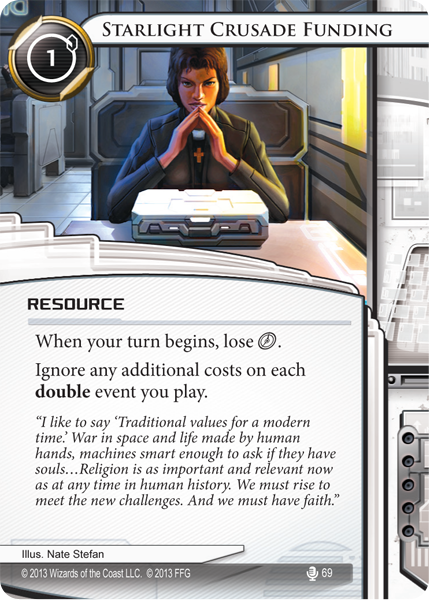 1
STARLIGHT CRUSADE FUNDING
RESOURCE
When your turn begins, lose .
Ignore any additional costs on each
double event you play.
“I like to say ‘Traditional values for a modern
time.’ War in space and life made by human
hands, machines smart enough to ask if they have
souls…Religion is as important and relevant now
as at any time in human history. We must rise to
meet the new challenges. And we must have faith.”
Illus. Nate Stefan
© 2013 Wizards of the Coast LLC. © 2013 FFG
69